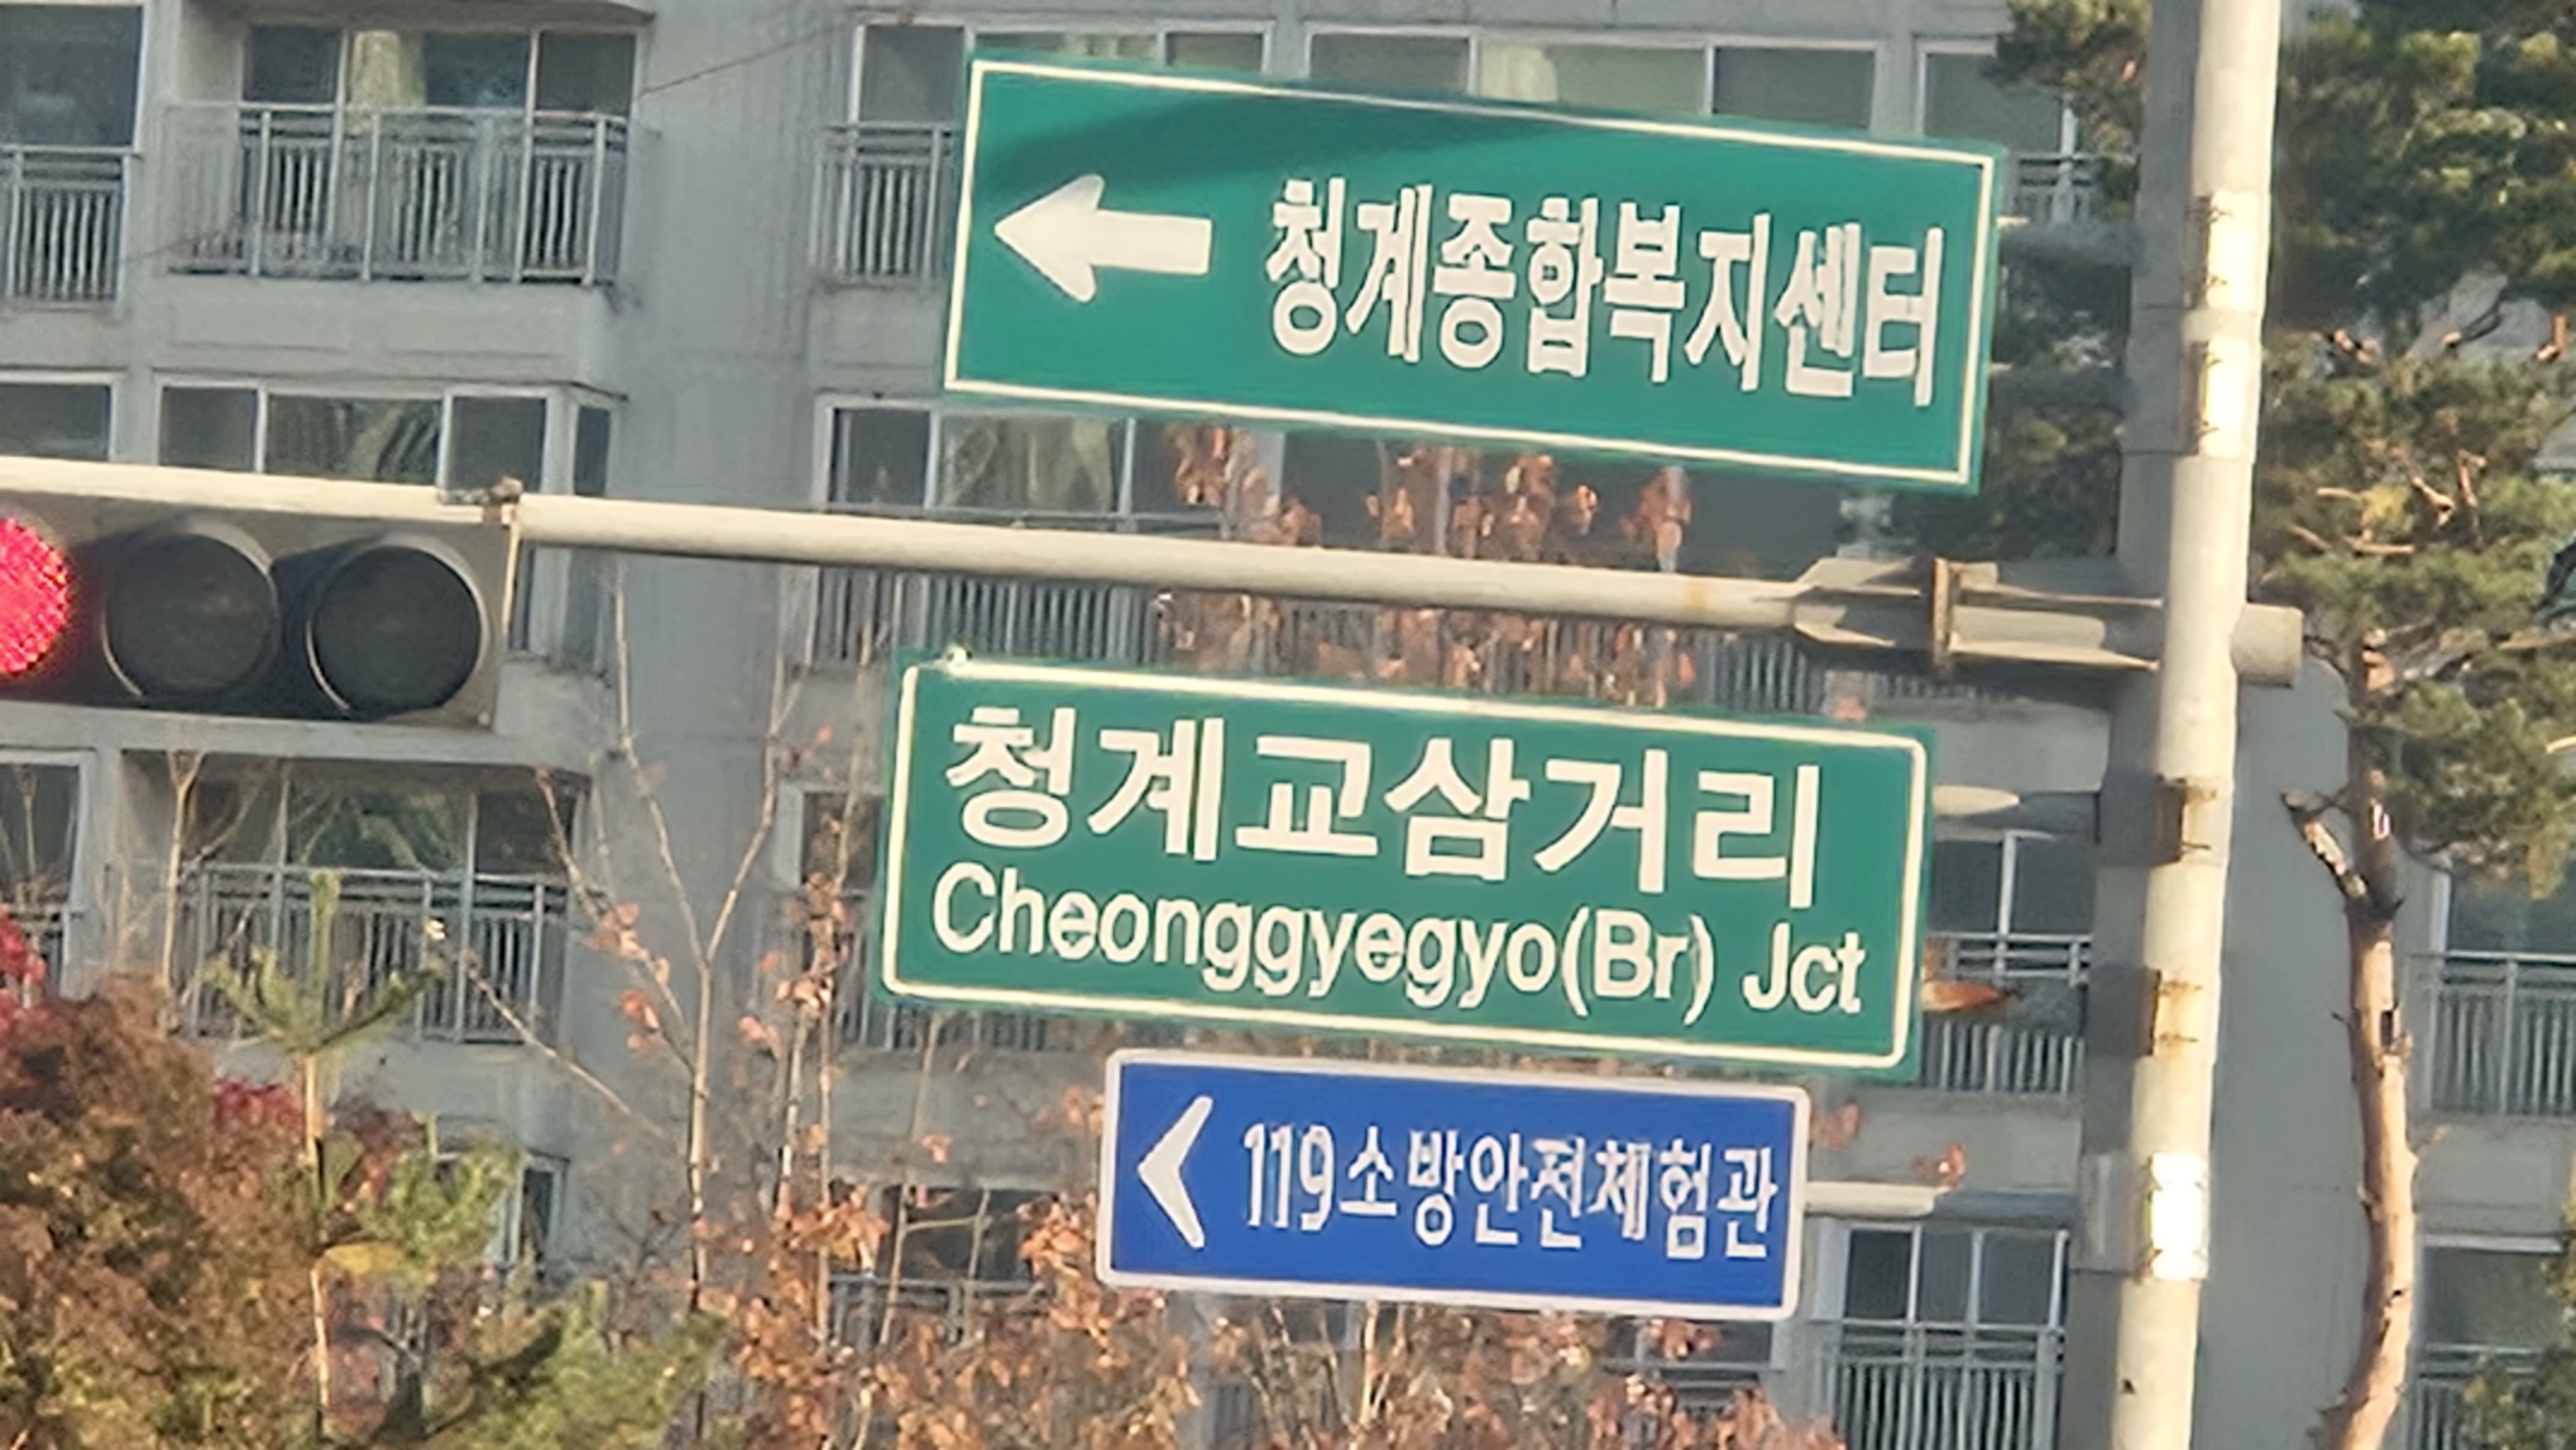 청계종합복지센터
청계교삼거리
Cheonggyegyo(Br) Jct
119소방안전체험관